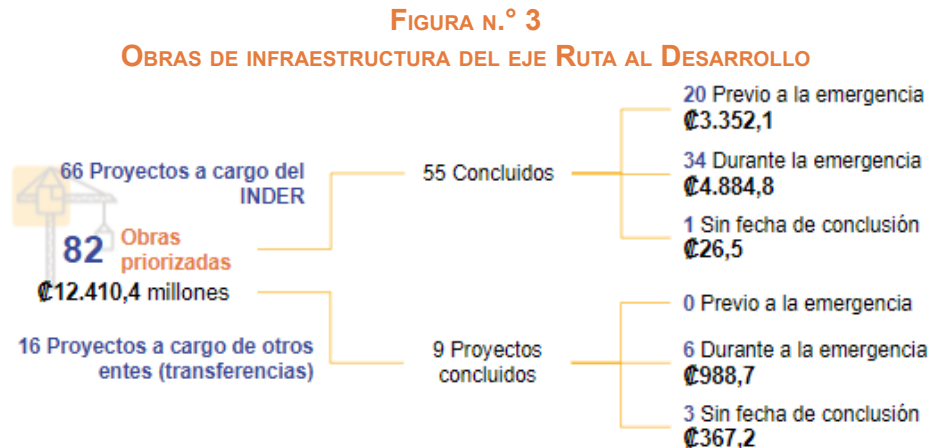 FIGURA N.° 3
OBRAS DE INFRAESTRUCTURA DEL EJE RUTA AL DESARROLLO
66 Proyectos a cargo del
INDER
82 Obras
priorizadas
₡12.410,4 millones
16 Proyectos a cargo de otros
entes (transferencias)
55 Concluidos
20 Previo a la emergencia
₡3.352,1
34 Durante la emergencia
₡4.884,8
1 Sin fecha de conclusión
₡26,5
9 Proyectos
concluidos
0 Previo a la emergencia
6 Durante a la emergencia
₡988,7
3 Sin fecha de conclusión
₡367,2